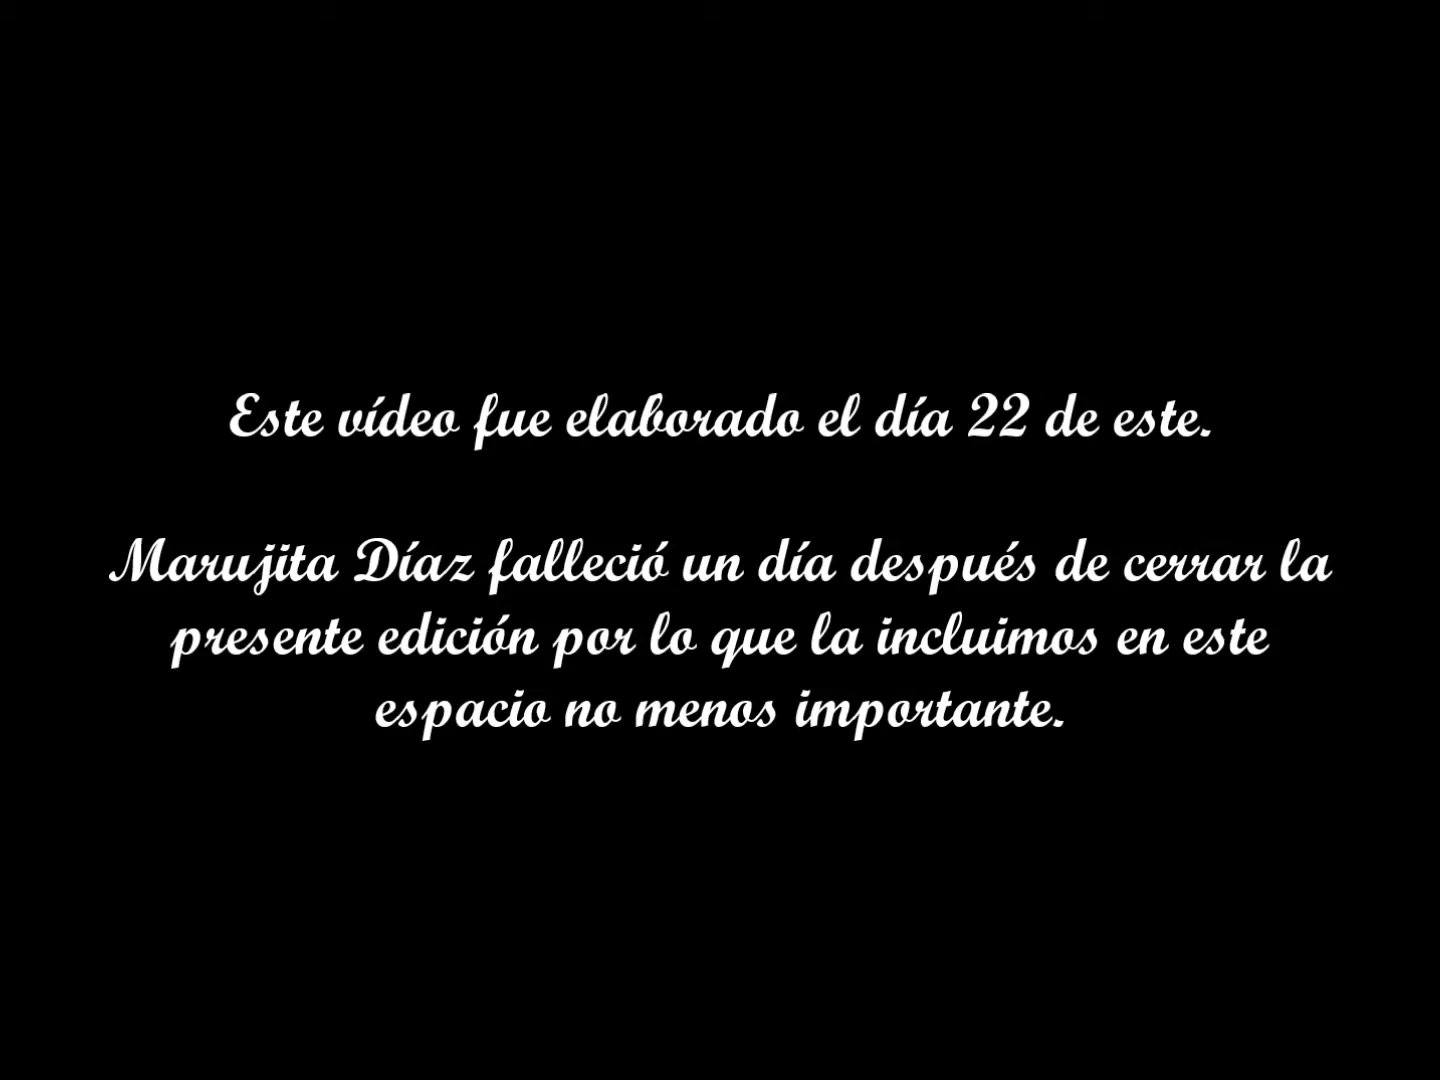 Este vídeo fue elaborado el día 22 de este.
Marujita Díaz falleció un día después de cerrar la
presente edición por lo que la incluimos en este
espacio no menos importante.